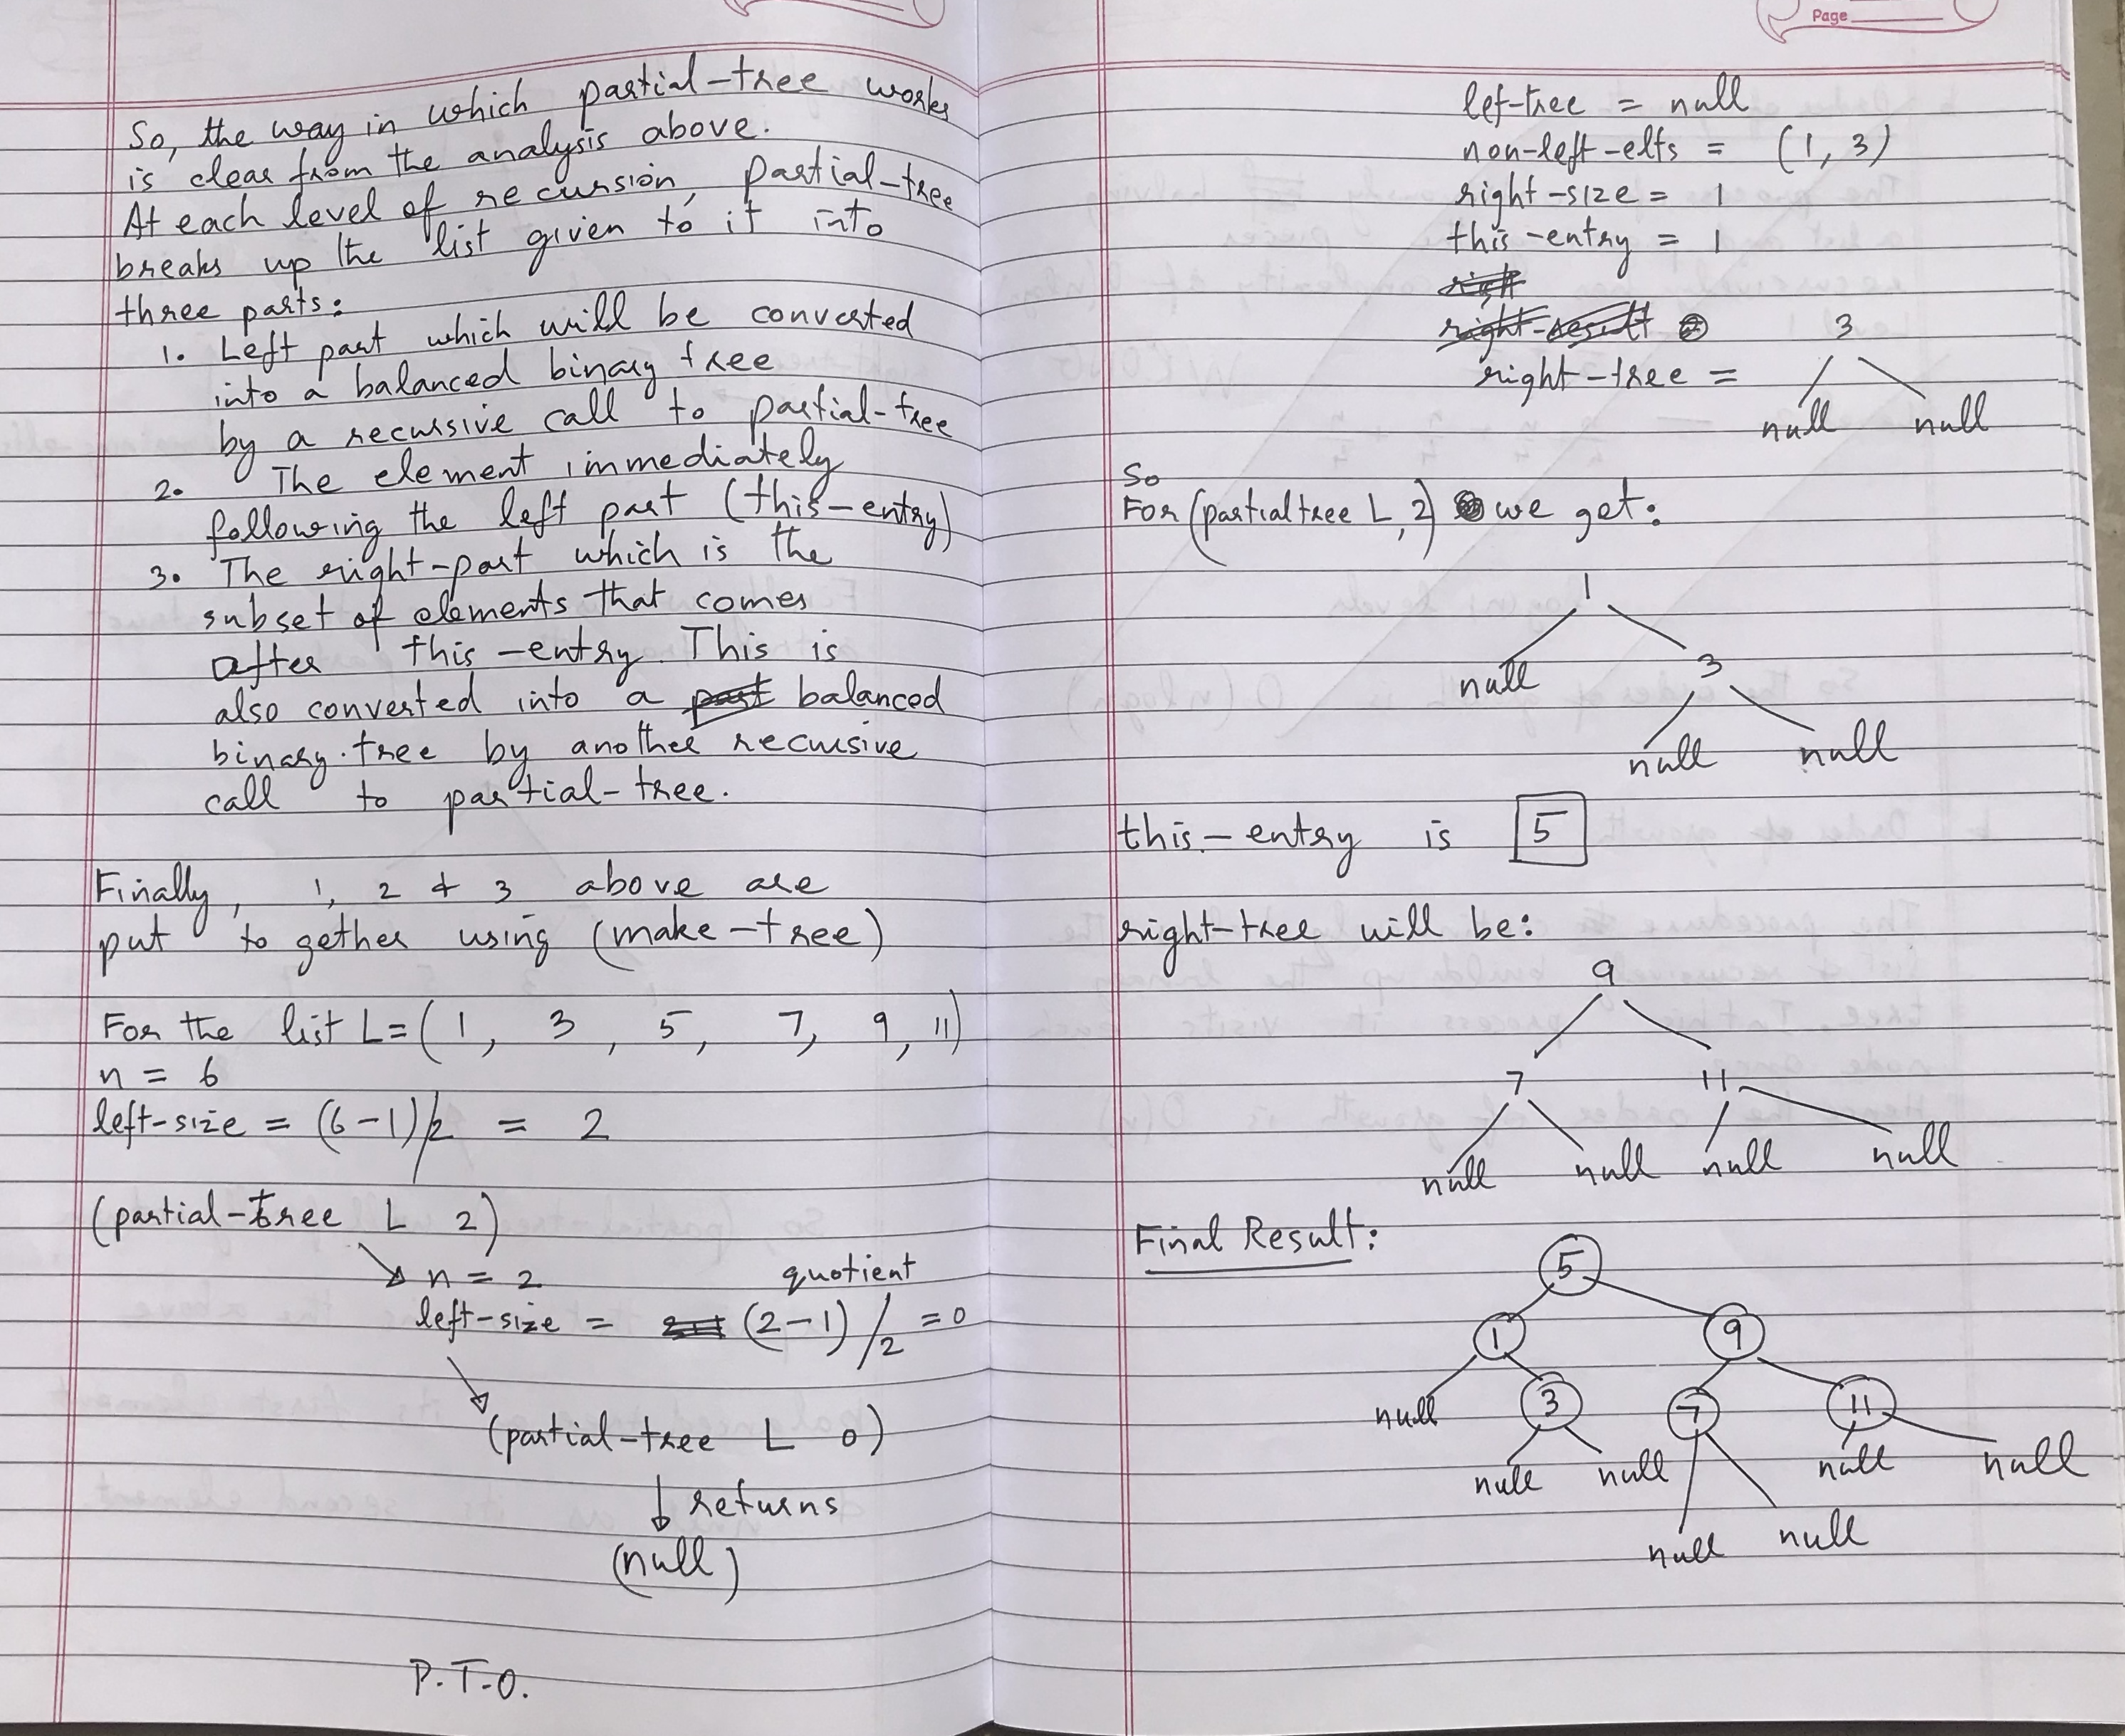 So, the way in which partial-tree works
is clear from the analysis above.
At each level of recursion, partial-tree
breaks up the list given to it into
three parts:
1. Left part which will be converted
into a balanced binary tree
by a recursive call to partial-tree
2. The element immediately
following the left part (this-entry)
3. The right-part which is the
subset of elements that comes
after this-entry. This is
also converted into a balanced
binary tree by another recursive
call to partial-tree.
Finally, 1, 2 & 3 above are
put together using (make-tree)
For the list L = (1, 3, 5, 7, 9, 11)
n = 6
left-size = (6-1)/2 = 2
(partial-tree L 2)
n = 2
quotient
left-size = (2-1)/2 = 0
(partial-tree L 0)
returns
(null)
P.T.O.
Page
lef-tree = null
non-left-elts = (1, 3)
right-size = 1
this-entry = 1
3
right-tree =
null null
So
For (partial tree L, 2) we get:
1
null 3
null null
this-entry is 5
right-tree will be:
9
7 11
null null null null
Final Result:
5
1 9
null 3 7 11
null null null null
null null